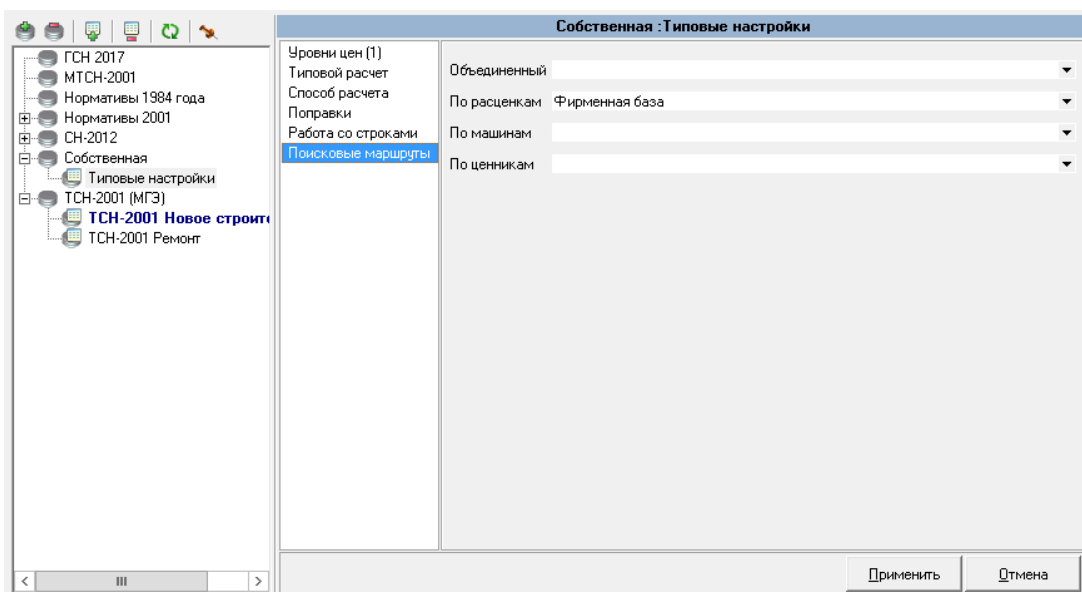 Собственная :Типовые настройки
ГСН 2017
МТСН-2001
Нормативы 1984 года
Нормативы 2001
СН-2012
Собственная
Типовые настройки
ТСН-2001 (МГЭ)
ТСН-2001 Новое строите
ТСН-2001 Ремонт
Уровни цен (1)
Типовой расчет
Способ расчета
Поправки
Работа со строками
Поисковые маршруты
Объединенный
По расценкам Фирменная база
По машинам
По ценникам
Применить
Отмена